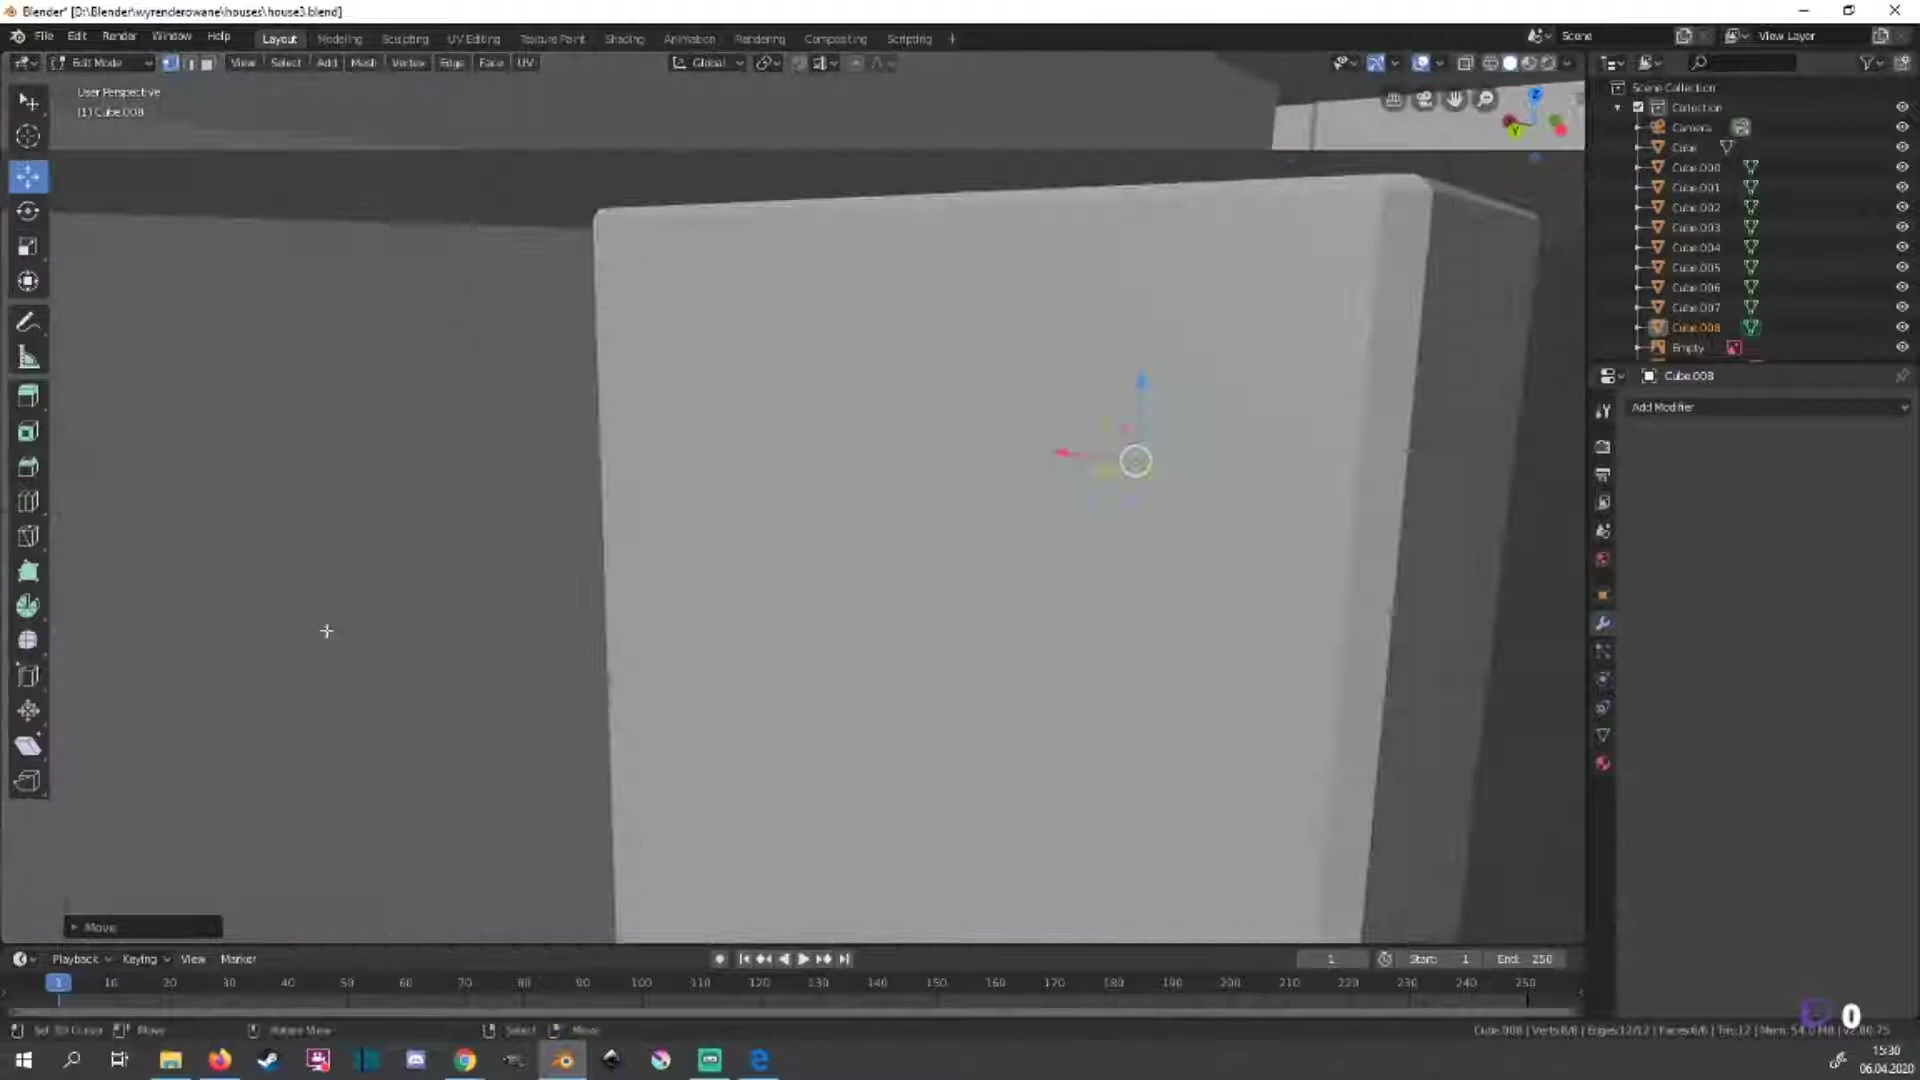 Blender* [D:\Blender\wyrenderowane\houses\house3.blend]
File Edit Render Window Help Layout Modeling Sculpting UV Editing Texture Paint Shading Animation Rendering Compositing Scripting + Scene View Layer
Edit Mode View Select Add Mesh Vertex Edge Face UV Global
User Perspective
(1) Cube.008
Scene Collection
Collection
Camera
Cube
Cube.000
Cube.001
Cube.002
Cube.003
Cube.004
Cube.005
Cube.006
Cube.007
Cube.008
Empty
Cube.008
Add Modifier
Z
Y
Move
Playback Keying View Marker 1 Start: 1 End: 250
1 10 20 30 40 50 60 70 80 90 100 110 120 130 140 150 160 170 180 190 200 210 220 230 240 250
0
Set 3D Cursor Move Rotate View Select Move Cube.008 | Verts:8/8 | Edges:12/12 | Faces:6/6 | Tris:12 | Mem: 54.0 MB | v2.80.75
15:30
06.04.2020